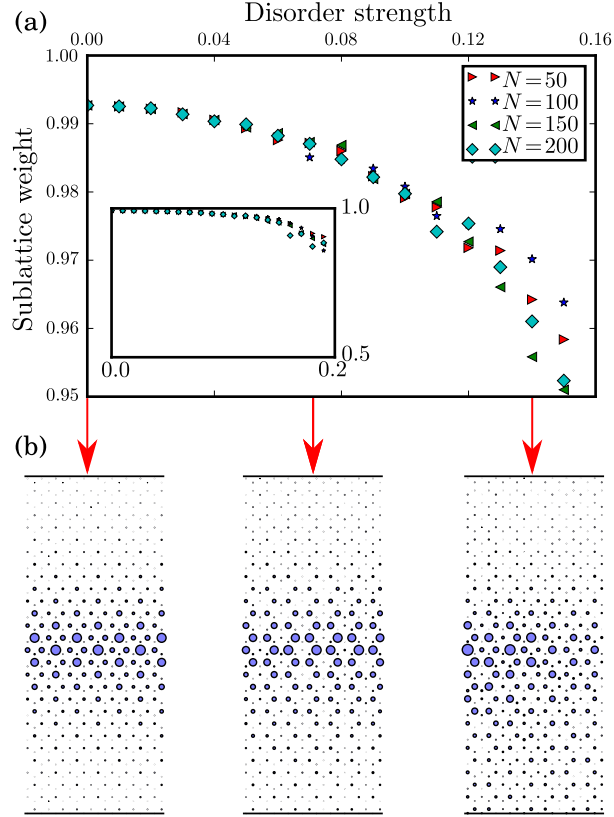 Disorder strength
(a)
0.00 0.04 0.08 0.12 0.16
1.00
0.99
0.98
0.97
0.96
0.95
Sublattice weight
N = 50
N = 100
N = 150
N = 200
1.0
0.5
0.0 0.2
(b)